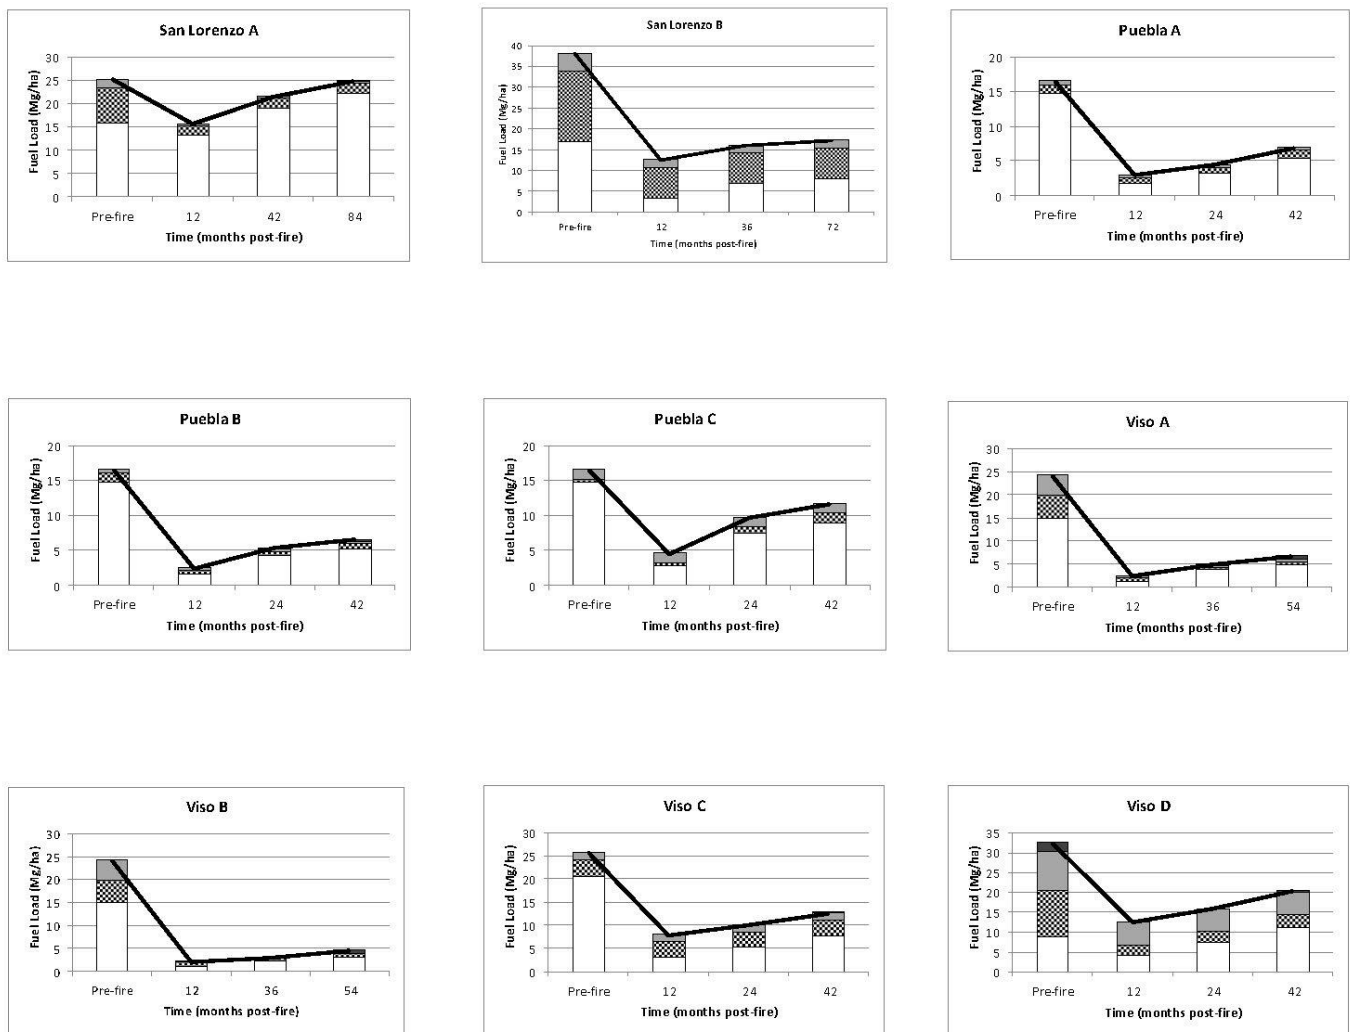 San Lorenzo A
Fuel Load (Mg/ha)
30
25
20
15
10
5
0
Pre-fire 12 42 84
Time (months post-fire)
San Lorenzo B
Fuel Load (Mg/ha)
40
35
30
25
20
15
10
5
0
Pre-fire 12 36 72
Time (months post-fire)
Puebla A
Fuel Load (Mg/ha)
20
15
10
5
0
Pre-fire 12 24 42
Time (months post-fire)
Puebla B
Fuel Load (Mg/ha)
20
15
10
5
0
Pre-fire 12 24 42
Time (months post-fire)
Puebla C
Fuel Load (Mg/ha)
20
15
10
5
0
Pre-fire 12 24 42
Time (months post-fire)
Viso A
Fuel Load (Mg/ha)
30
25
20
15
10
5
0
Pre-fire 12 36 54
Time (months post-fire)
Viso B
Fuel Load (Mg/ha)
30
25
20
15
10
5
0
Pre-fire 12 36 54
Time (months post-fire)
Viso C
Fuel Load (Mg/ha)
30
25
20
15
10
5
0
Pre-fire 12 24 42
Time (months post-fire)
Viso D
Fuel Load (Mg/ha)
35
30
25
20
15
10
5
0
Pre-fire 12 24 42
Time (months post-fire)